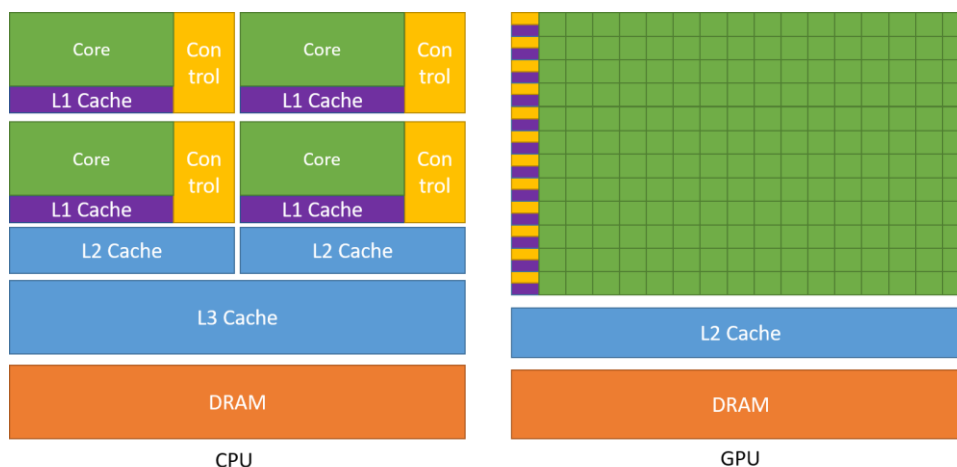 Core
Con
trol
L1 Cache
Core
Con
trol
L1 Cache
Core
Con
trol
L1 Cache
Core
Con
trol
L1 Cache
L2 Cache
L2 Cache
L3 Cache
DRAM
CPU
L2 Cache
DRAM
GPU